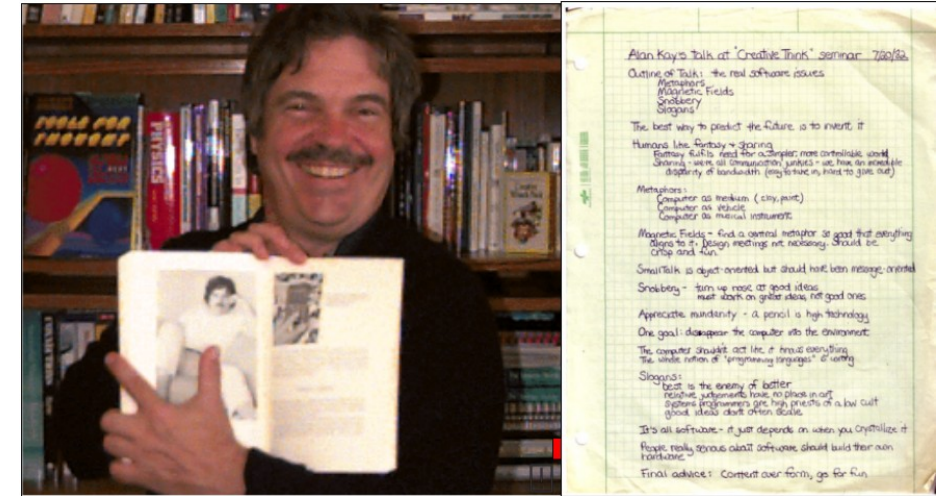 TOOLS FOR
THOUGHT
PHYSICS
Alan Kay's Talk at "Creative Think" seminar 7/20/82
Outline of Talk: the real software issues
Metaphors
Magnetic Fields
Snobbery
Slogans
The best way to predict the future is to invent it
Humans like fantasy + sharing
Fantasy fulfils need for a simpler, more controllable world
Sharing - we're all communication junkies - we have an incredible
disparity of bandwidth (easy to take in, hard to give out)
Metaphors:
Computer as medium (clay, paint)
Computer as vehicle
Computer as musical instrument
Magnetic Fields - find a central metaphor so good that everything
aligns to it. Design meetings not necessary. Should be
crisp and fun
SmallTalk is object-oriented but should have been message-oriented
Snobbery - turn up nose at good ideas
must work on great ideas, not good ones
Appreciate mundanity - a pencil is high technology
One goal: disappear the computer into the environment
The computer shouldn't act like it knows everything
The whole notion of "programming languages" is wrong
Slogans:
best is the enemy of better
relative judgements have no place in art
systems programmers are high priests of a low cult
good ideas don't often scale
It's all software - it just depends on when you crystallize it
People really serious about software should build their own
hardware
Final advice: Content over form, go for fun